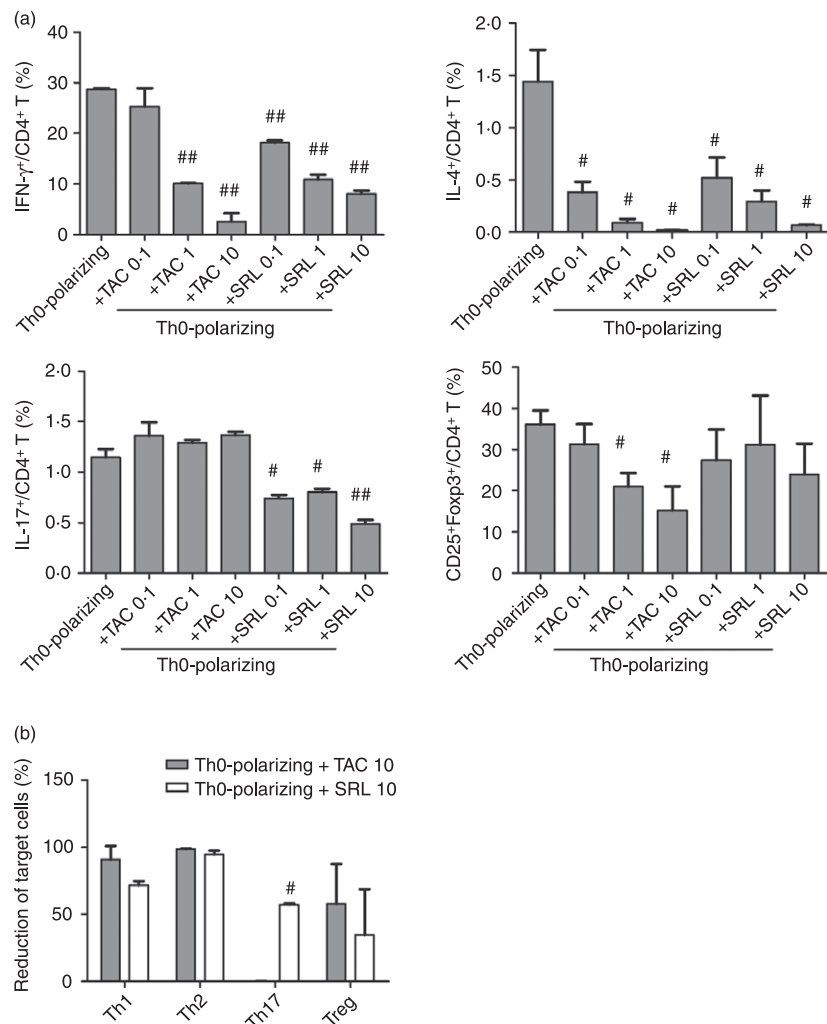 (a)
IFN-γ⁺/CD4⁺ T (%)
40
30
20
10
0
##
##
##
##
##
Th0-polarizing
+TAC 0·1
+TAC 1
+TAC 10
+SRL 0·1
+SRL 1
+SRL 10
Th0-polarizing
IL-4⁺/CD4⁺ T (%)
2·0
1·5
1·0
0·5
0·0
#
#
#
#
#
#
Th0-polarizing
+TAC 0·1
+TAC 1
+TAC 10
+SRL 0·1
+SRL 1
+SRL 10
Th0-polarizing
IL-17⁺/CD4⁺ T (%)
2·0
1·5
1·0
0·5
0·0
#
#
##
Th0-polarizing
+TAC 0·1
+TAC 1
+TAC 10
+SRL 0·1
+SRL 1
+SRL 10
Th0-polarizing
CD25⁺Foxp3⁺/CD4⁺ T (%)
50
40
30
20
10
0
#
#
Th0-polarizing
+TAC 0·1
+TAC 1
+TAC 10
+SRL 0·1
+SRL 1
+SRL 10
Th0-polarizing
(b)
Th0-polarizing + TAC 10
Th0-polarizing + SRL 10
Reduction of target cells (%)
150
100
50
0
#
Th1
Th2
Th17
Treg